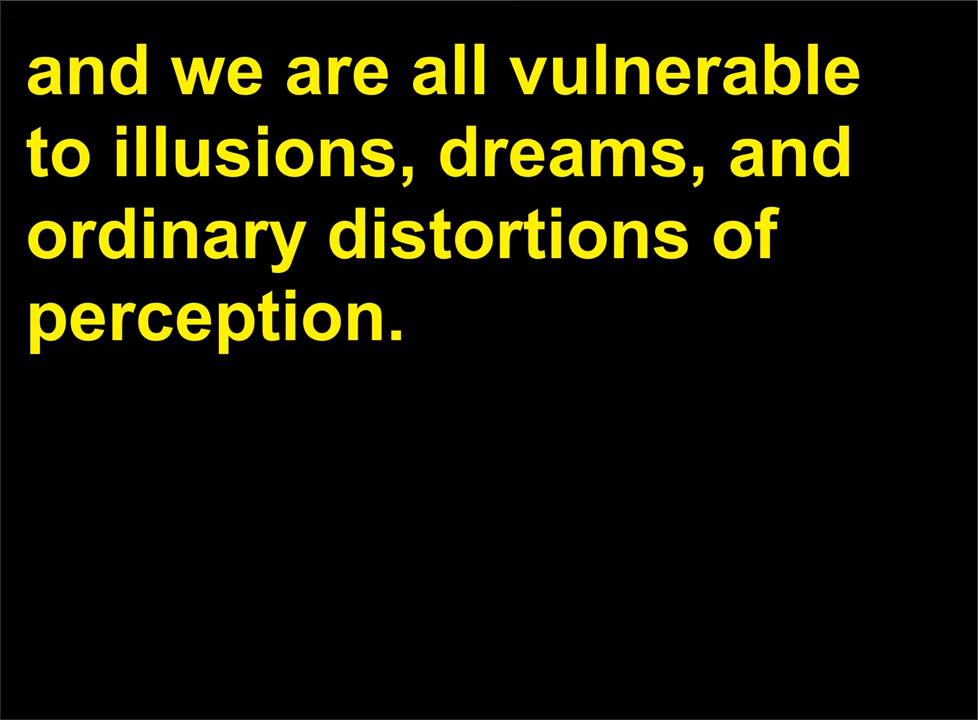 and we are all vulnerable
to illusions, dreams, and
ordinary distortions of
perception.